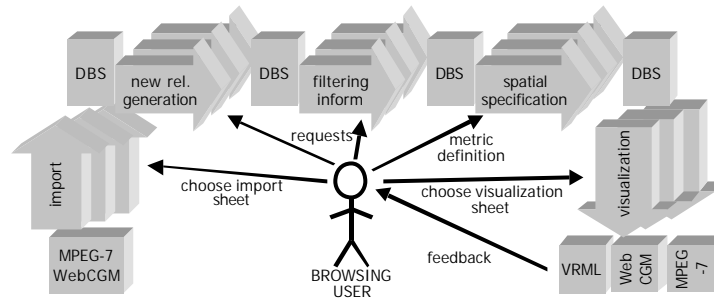 DBS
new rel.
generation
DBS
filtering
inform
DBS
spatial
specification
DBS
requests
metric
definition
import
choose import
sheet
choose visualization
sheet
visualization
feedback
MPEG-7
WebCGM
BROWSING
USER
VRML
Web
CGM
MPEG
-7